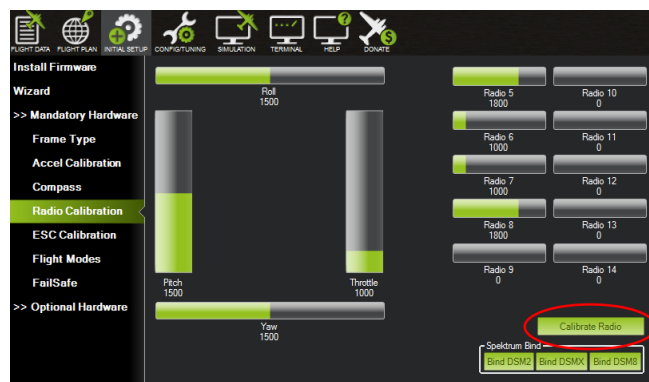 FLIGHT DATA FLIGHT PLAN INITIAL SETUP CONFIG/TUNING SIMULATION TERMINAL HELP DONATE
Install Firmware
Wizard
>> Mandatory Hardware
Frame Type
Accel Calibration
Compass
Radio Calibration
ESC Calibration
Flight Modes
FailSafe
>> Optional Hardware
Roll
1500
Pitch
1500
Throttle
1000
Yaw
1500
Radio 5
1800
Radio 6
1000
Radio 7
1000
Radio 8
1800
Radio 9
0
Radio 10
0
Radio 11
0
Radio 12
0
Radio 13
0
Radio 14
0
Calibrate Radio
Spektrum Bind
Bind DSM2 Bind DSMX Bind DSM8